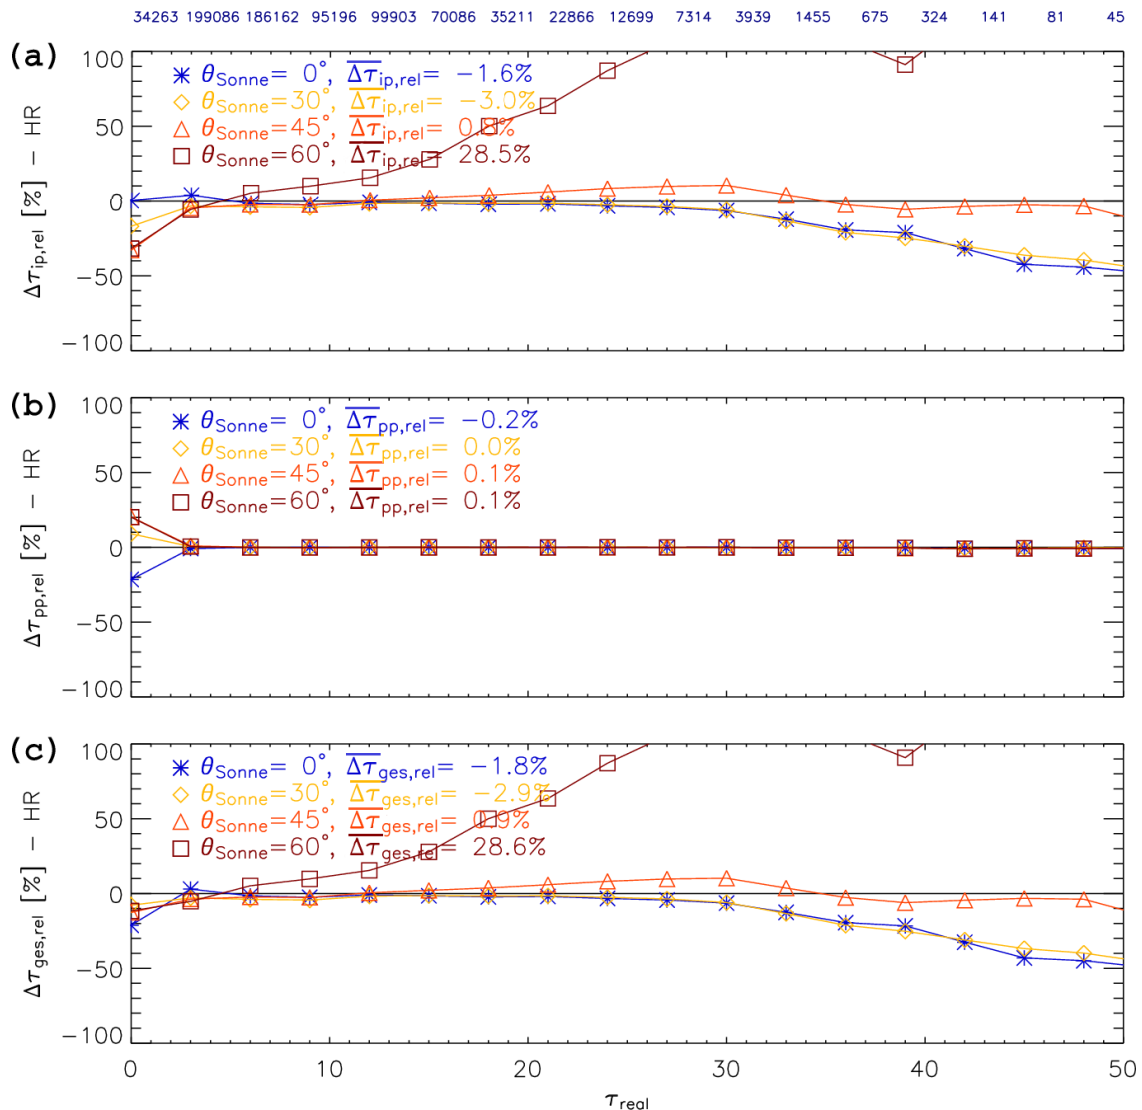 34263 199086 186162 95196 99903 70086 35211 22866 12699 7314 3939 1455 675 324 141 81 45
(a)
100
50
0
−50
−100
Δτip,rel [%] − HR
θSonne= 0°, Δτip,rel= −1.6%
θSonne=30°, Δτip,rel= −3.0%
θSonne=45°, Δτip,rel= 0.8%
θSonne=60°, Δτip,rel= 28.5%
(b)
100
50
0
−50
−100
Δτpp,rel [%] − HR
θSonne= 0°, Δτpp,rel= −0.2%
θSonne=30°, Δτpp,rel= 0.0%
θSonne=45°, Δτpp,rel= 0.1%
θSonne=60°, Δτpp,rel= 0.1%
(c)
100
50
0
−50
−100
Δτges,rel [%] − HR
θSonne= 0°, Δτges,rel= −1.8%
θSonne=30°, Δτges,rel= −2.9%
θSonne=45°, Δτges,rel= 0.9%
θSonne=60°, Δτges,rel= 28.6%
0 10 20 30 40 50
τreal